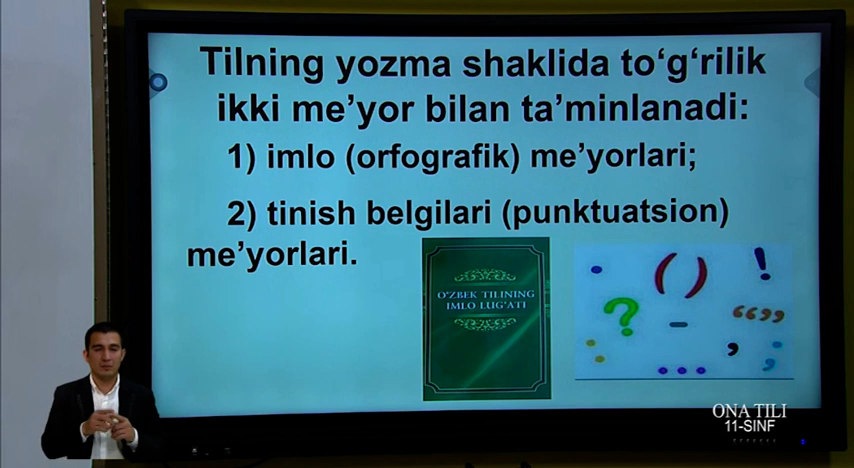 Tilning yozma shaklida to‘g‘rilik
ikki me’yor bilan ta’minlanadi:
1) imlo (orfografik) me’yorlari;
2) tinish belgilari (punktuatsion)
me’yorlari.
O‘ZBEK TILINING
IMLO LUG‘ATI
ONA TILI
11-SINF